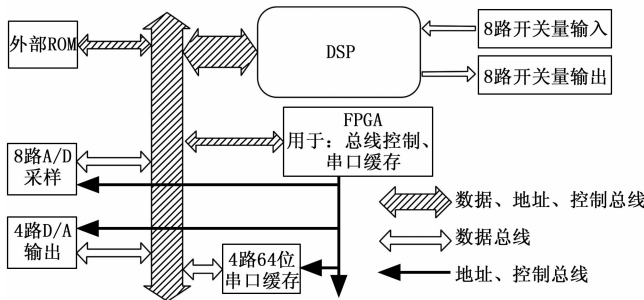 外部ROM
DSP
8路开关量输入
8路开关量输出
FPGA
用于：总线控制、
串口缓存
8路A/D
采样
4路D/A
输出
4路64位
串口缓存
数据、地址、控制总线
数据总线
地址、控制总线